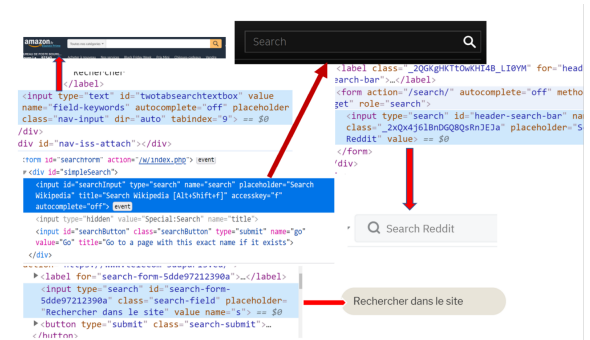 amazon
Toutes nos catégories
Search
Rechercher
</label>
<input type="text" id="twotabsearchtextbox" value
name="field-keywords" autocomplete="off" placeholder
class="nav-input" dir="auto" tabindex="9"> == $0
/div>
div id="nav-iss-attach"></div>
<label class="_2QGKgHKTtOwKHI4B_LI0YM" for="head
earch-bar">…</label>
<form action="/search/" autocomplete="off" metho
get" role="search">
<input type="search" id="header-search-bar" nam
class="_2xQx4j6lBnDGQ8QsRnJEJa" placeholder="S
Reddit" value> == $0
</form>
/div>
form id="searchform" action="/w/index.php"> event
<div id="simpleSearch">
<input id="searchInput" type="search" name="search" placeholder="Search
Wikipedia" title="Search Wikipedia [Alt+Shift+f]" accesskey="f"
autocomplete="off"> event
<input type="hidden" value="Special:Search" name="title">
<input id="searchButton" class="searchButton" type="submit" name="go"
value="Go" title="Go to a page with this exact name if it exists">
</div>
Search Reddit
<label for="search-form-5dde97212390a">…</label>
<input type="search" id="search-form-
5dde97212390a" class="search-field" placeholder=
"Rechercher dans le site" value name="s"> == $0
<button type="submit" class="search-submit">…
</button>
Rechercher dans le site